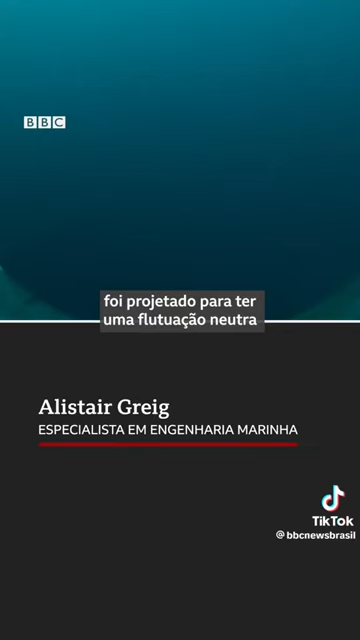 BBC
foi projetado para ter
uma flutuação neutra
Alistair Greig
ESPECIALISTA EM ENGENHARIA MARINHA
TikTok
@bbcnewsbrasil